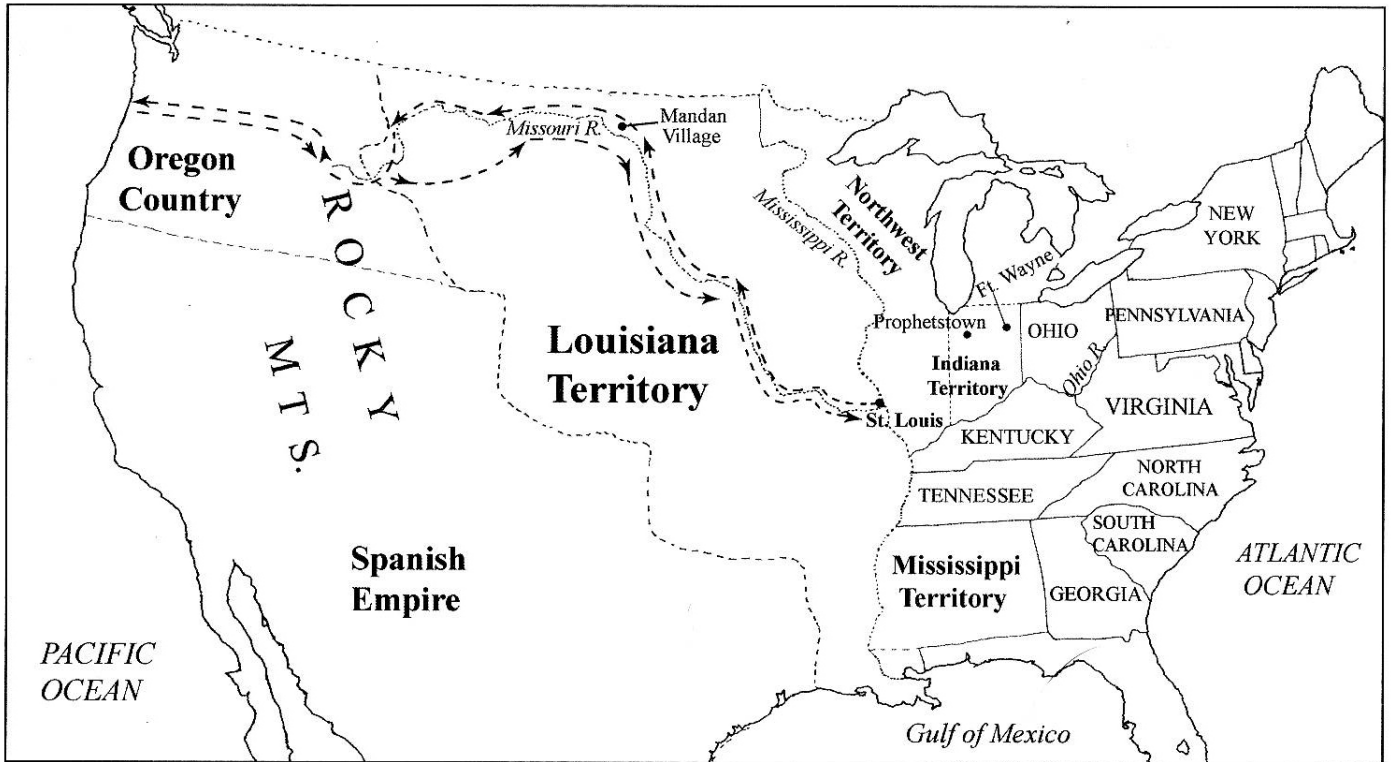 Mandan
Village
Missouri R.
Oregon
Country
ROCKY
MTS.
Mississippi R.
Northwest
Territory
Ft. Wayne
NEW
YORK
Prophetstown
OHIO
PENNSYLVANIA
Ohio R.
Indiana
Territory
Louisiana
Territory
St. Louis
VIRGINIA
KENTUCKY
TENNESSEE
NORTH
CAROLINA
SOUTH
CAROLINA
Spanish
Empire
Mississippi
Territory
GEORGIA
ATLANTIC
OCEAN
PACIFIC
OCEAN
Gulf of Mexico